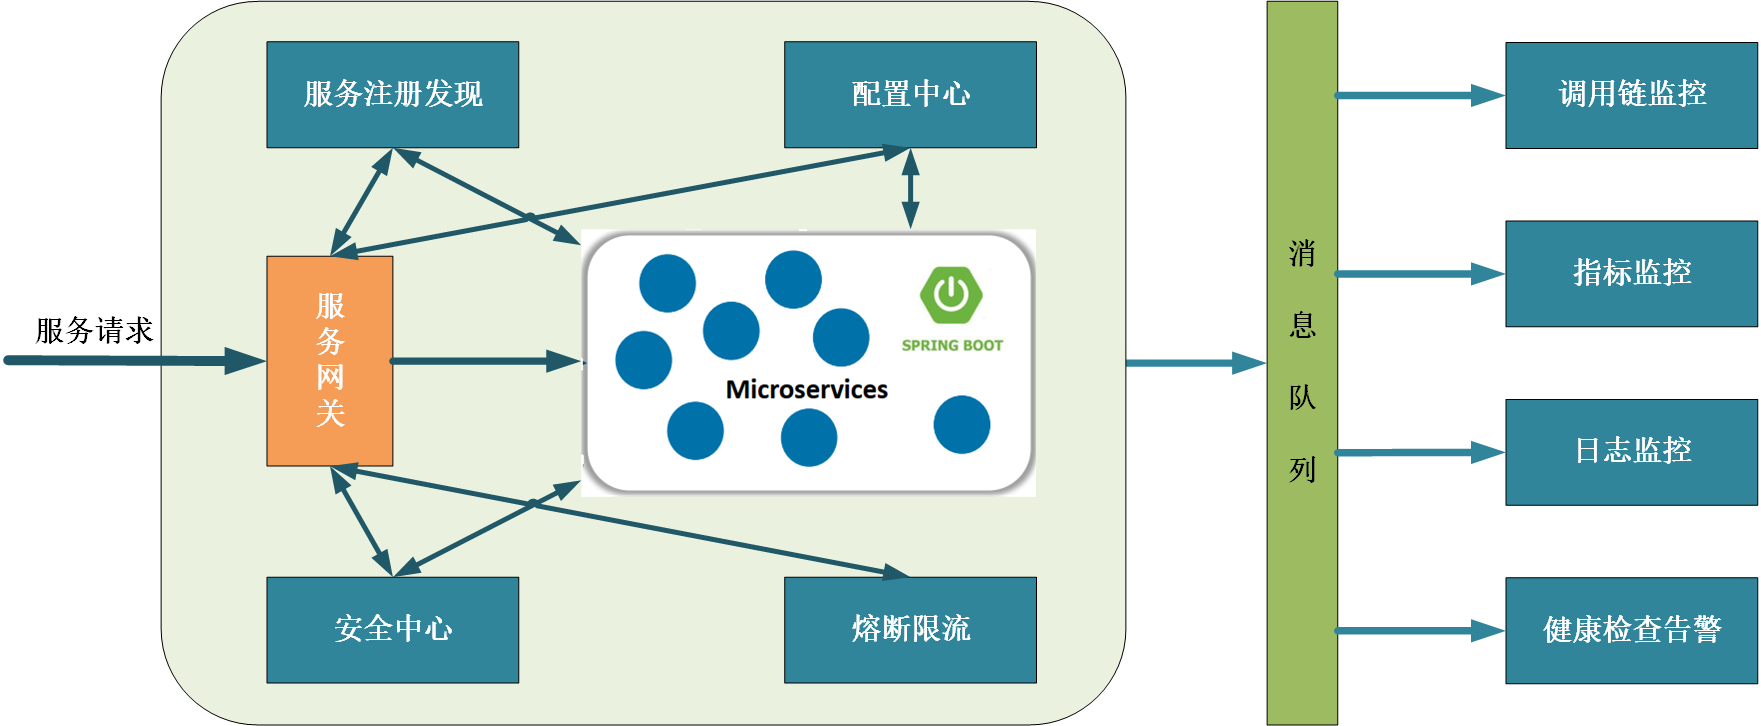 服务注册发现
配置中心
服务请求
服务网关
SPRING BOOT
Microservices
安全中心
熔断限流
消息队列
调用链监控
指标监控
日志监控
健康检查告警